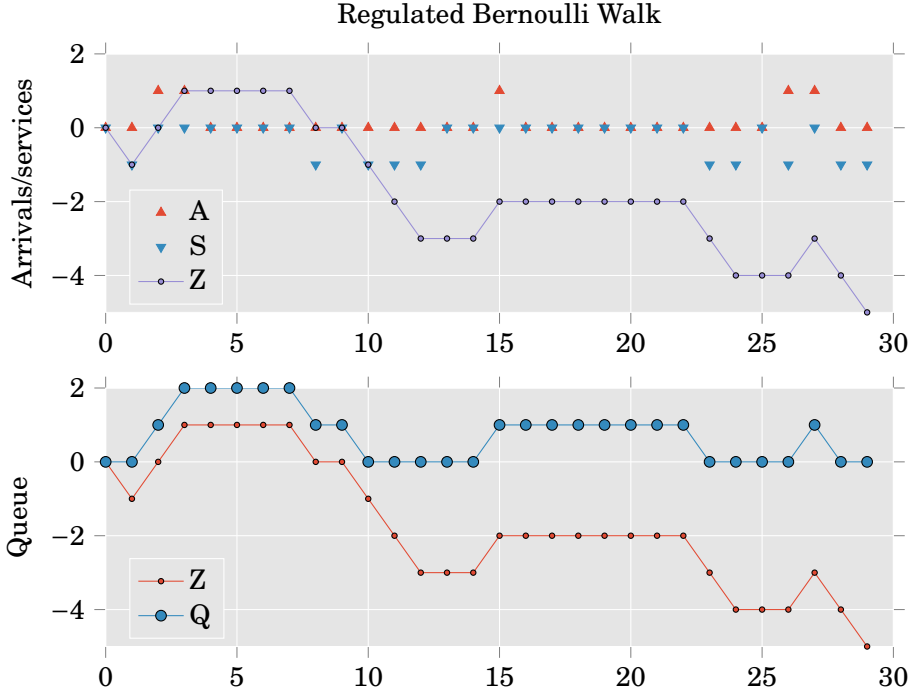 Regulated Bernoulli Walk
Arrivals/services
2
0
−2
−4
A
S
Z
0 5 10 15 20 25 30
Queue
2
0
−2
−4
Z
Q
0 5 10 15 20 25 30